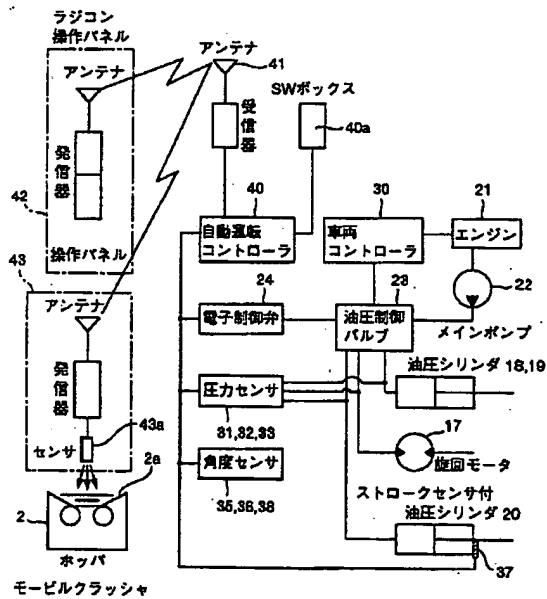 ラジコン
操作パネル
アンテナ
発信器
42
操作パネル
43
アンテナ
発信器
センサ
43a
2a
2
ホッパ
モービルクラッシャ
アンテナ
41
受信器
SWボックス
40a
40
自動運転
コントローラ
30
車両
コントローラ
21
エンジン
22
メインポンプ
24
電子制御弁
23
油圧制御
バルブ
油圧シリンダ 18,19
圧力センサ
31,32,33
17
旋回モータ
角度センサ
35,36,38
ストロークセンサ付
油圧シリンダ 20
37